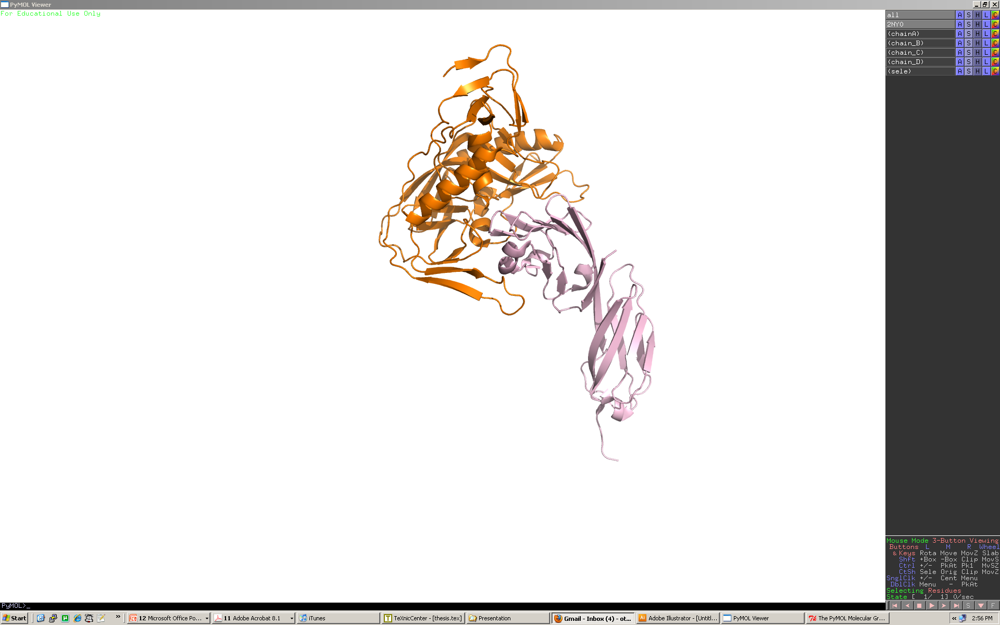 PyMOL Viewer
For Educational Use Only
all A S H L C
2NY0 A S H L C
(chainA) A S H L C
(chain_B) A S H L C
(chain_C) A S H L C
(chain_D) A S H L C
(sele) A S H L C
Mouse Mode 3-Button Viewing
Buttons L M R Wheel
& Keys Rota Move MovZ Slab
Shft +Box -Box Clip MovS
Ctrl +/- PkAt Pk1 MvSZ
CtSh Sele Orig Clip MovZ
SnglClk +/- Cent Menu
DblClk Menu - PkAt
Selecting Residues
State [ 1/ 1] 0/sec
S F
PyMOL>_
Start » 12 Microsoft Office Po... 11 Adobe Acrobat 8.1 iTunes TeXnicCenter - [thesis.tex] Presentation Gmail - Inbox (4) - ot... Adobe Illustrator - [Untitl... PyMOL Viewer The PyMOL Molecular Gr... « 2:56 PM